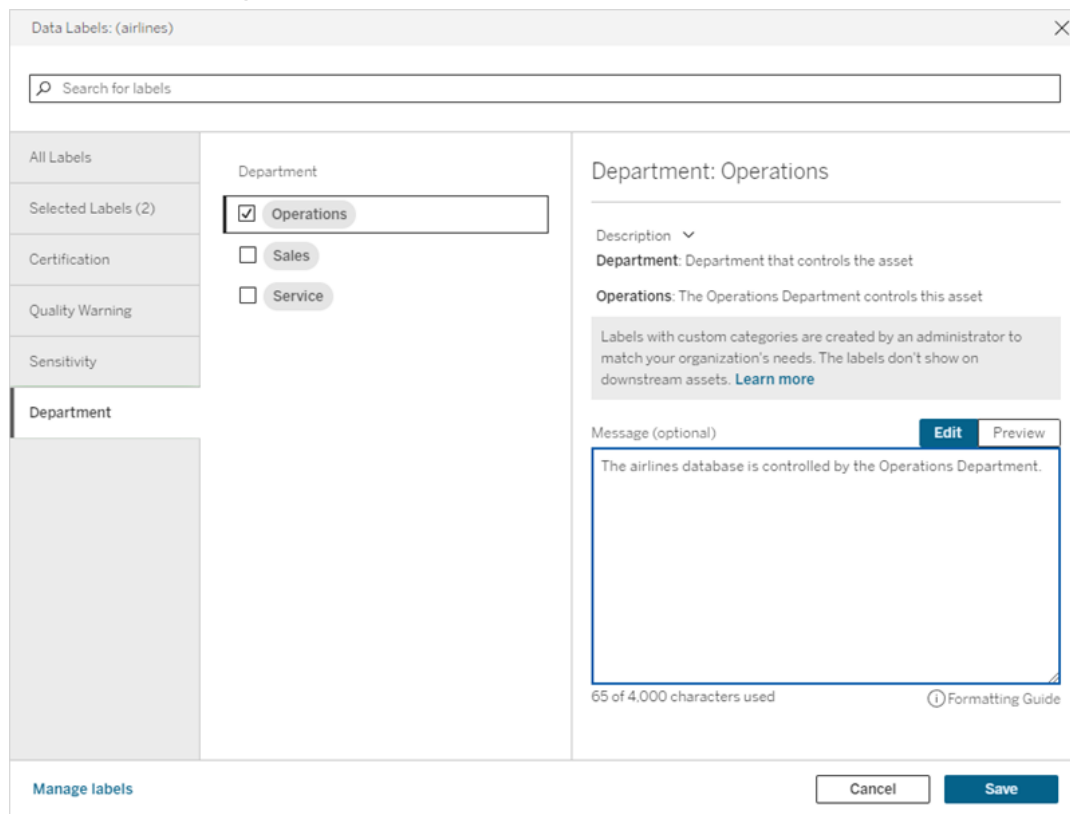 Data Labels: (airlines)
Search for labels
All Labels
Selected Labels (2)
Certification
Quality Warning
Sensitivity
Department
Department
Operations
Sales
Service
Department: Operations
Description
Department: Department that controls the asset
Operations: The Operations Department controls this asset
Labels with custom categories are created by an administrator to
match your organization's needs. The labels don't show on
downstream assets. Learn more
Message (optional)
Edit
Preview
The airlines database is controlled by the Operations Department.
65 of 4,000 characters used
Formatting Guide
Manage labels
Cancel
Save